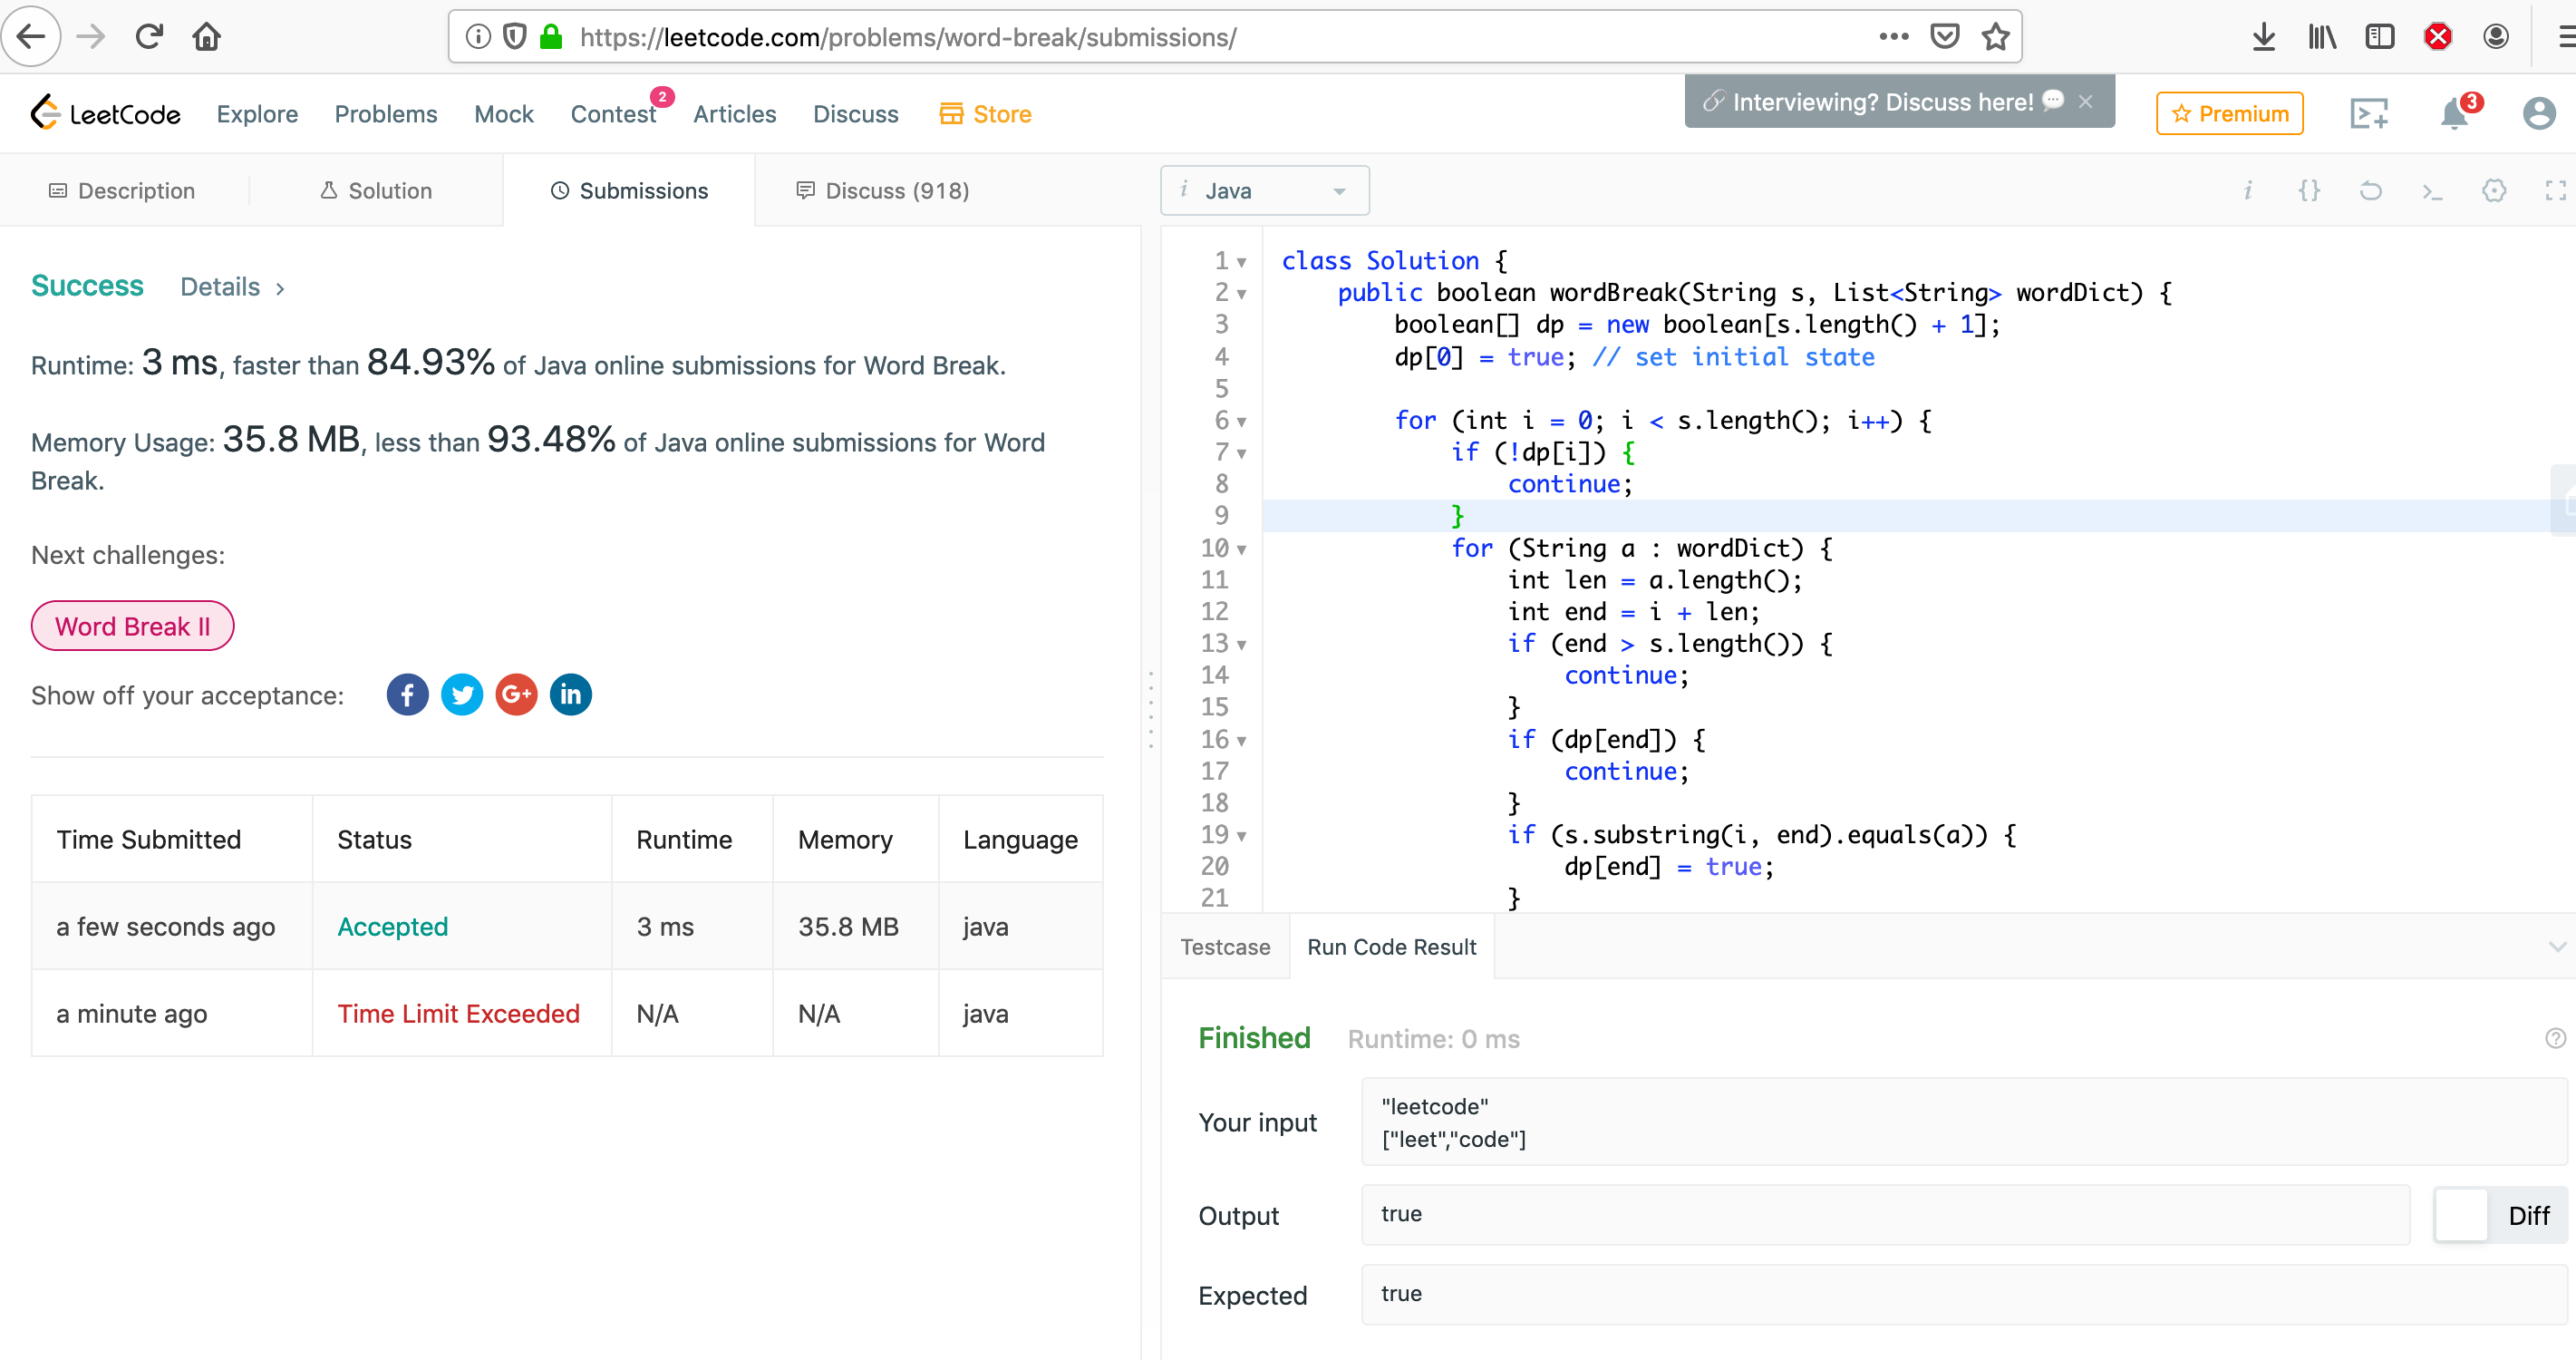 https://leetcode.com/problems/word-break/submissions/
LeetCode Explore Problems Mock Contest 2 Articles Discuss Store
Interviewing? Discuss here!
Premium
3
Description Solution Submissions Discuss (918)
i Java
Success Details
Runtime: 3 ms, faster than 84.93% of Java online submissions for Word Break.
Memory Usage: 35.8 MB, less than 93.48% of Java online submissions for Word
Break.
Next challenges:
Word Break II
Show off your acceptance:
f G+ in
Time Submitted Status Runtime Memory Language
a few seconds ago Accepted 3 ms 35.8 MB java
a minute ago Time Limit Exceeded N/A N/A java
1 class Solution {
2     public boolean wordBreak(String s, List<String> wordDict) {
3         boolean[] dp = new boolean[s.length() + 1];
4         dp[0] = true; // set initial state
5
6         for (int i = 0; i < s.length(); i++) {
7             if (!dp[i]) {
8                 continue;
9             }
10             for (String a : wordDict) {
11                 int len = a.length();
12                 int end = i + len;
13                 if (end > s.length()) {
14                     continue;
15                 }
16                 if (dp[end]) {
17                     continue;
18                 }
19                 if (s.substring(i, end).equals(a)) {
20                     dp[end] = true;
21                 }
Testcase Run Code Result
Finished Runtime: 0 ms
Your input
"leetcode"
["leet","code"]
Output true Diff
Expected true